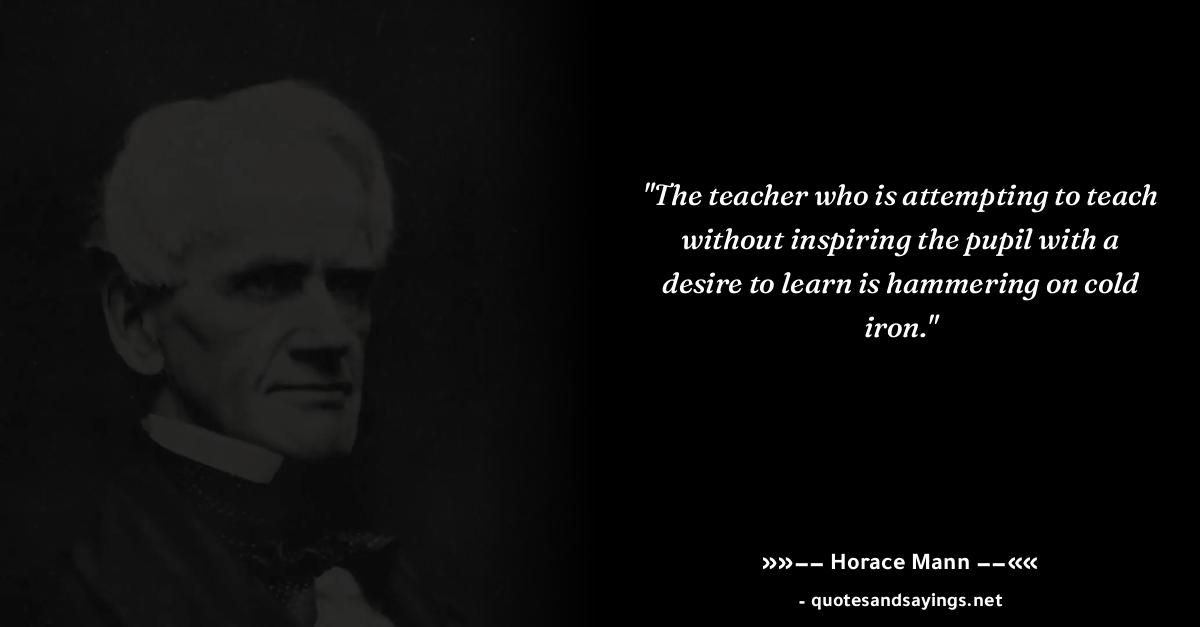 "The teacher who is attempting to teach
without inspiring the pupil with a
desire to learn is hammering on cold
iron."
»»−− Horace Mann −−««
- quotesandsayings.net